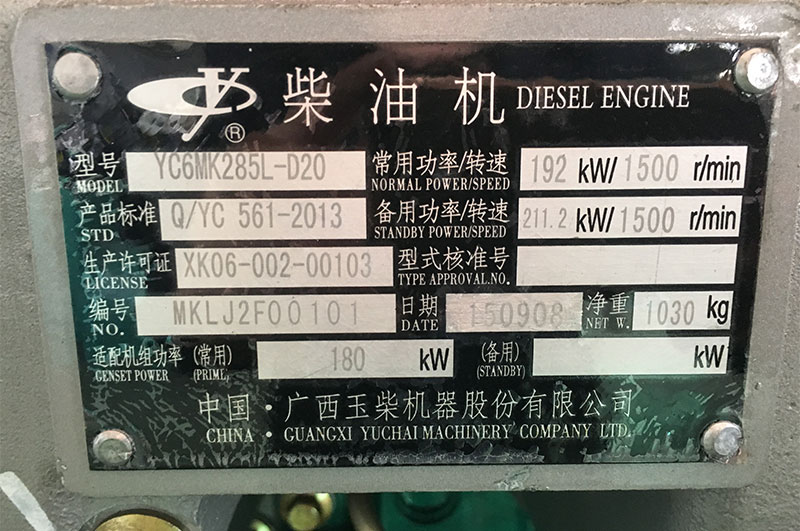 柴油机 DIESEL ENGINE
®
型号 YC6MK285L-D20 常用功率/转速 192 kW/ 1500 r/min
MODEL NORMAL POWER/SPEED
产品标准 Q/YC 561-2013 备用功率/转速 211.2 kW/ 1500 r/min
STD STANDBY POWER/SPEED
生产许可证 XK06-002-00103 型式核准号
LICENSE TYPE APPROVAL.NO.
编号 MKLJ2F00101 日期 150908 净重 1030 kg
NO. DATE NET W.
适配机组功率 (常用) 180 kW (备用) kW
GENSET POWER (PRIME) (STANDBY)
中国·广西玉柴机器股份有限公司
CHINA · GUANGXI YUCHAI MACHINERY COMPANY LTD.